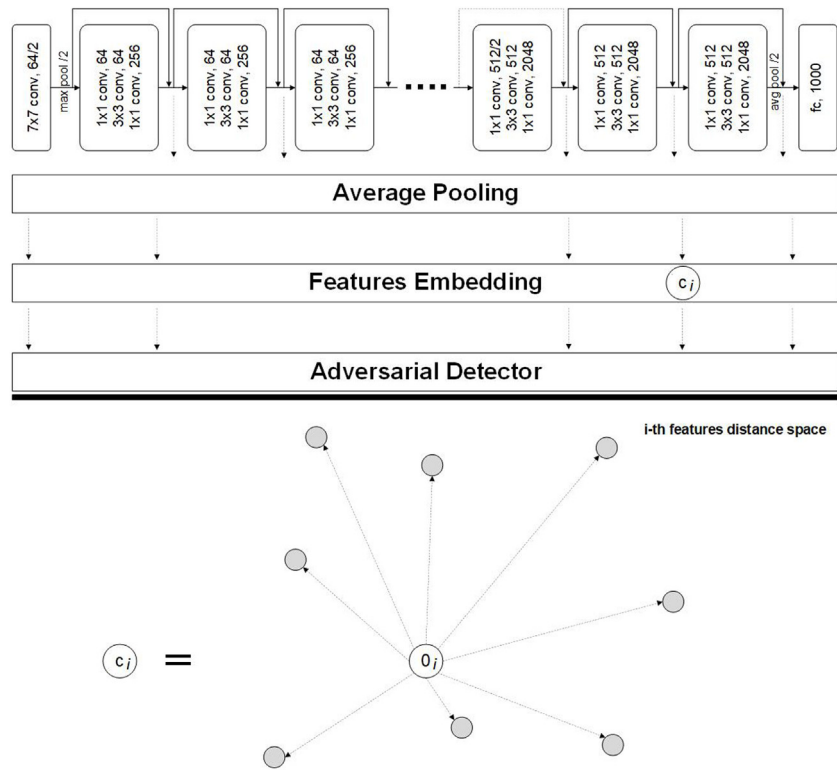 7x7 conv, 64/2
max pool /2
1x1 conv, 64
3x3 conv, 64
1x1 conv, 256
1x1 conv, 64
3x3 conv, 64
1x1 conv, 256
1x1 conv, 64
3x3 conv, 64
1x1 conv, 256
1x1 conv, 512/2
3x3 conv, 512
1x1 conv, 2048
1x1 conv, 512
3x3 conv, 512
1x1 conv, 2048
1x1 conv, 512
3x3 conv, 512
1x1 conv, 2048
avg pool /2
fc, 1000
Average Pooling
Features Embedding
c i
Adversarial Detector
i-th features distance space
c i =
0 i